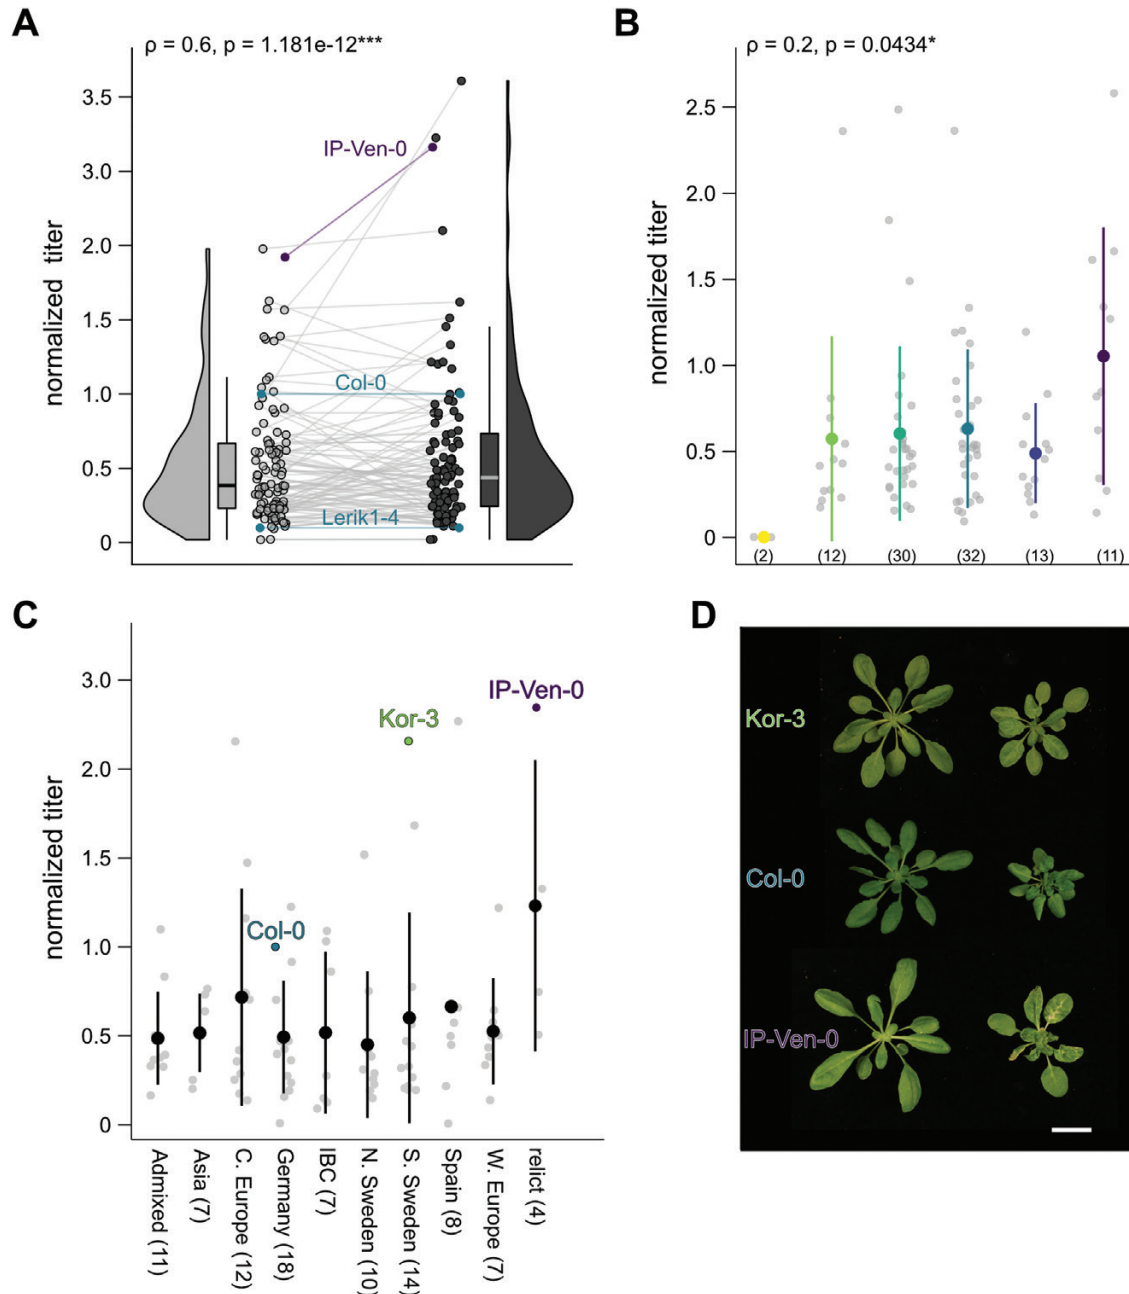 A
ρ = 0.6, p = 1.181e-12***
normalized titer
3.5
3.0
2.5
2.0
1.5
1.0
0.5
0
IP-Ven-0
Col-0
Lerik1-4
B
ρ = 0.2, p = 0.0434*
normalized titer
2.5
2.0
1.5
1.0
0.5
0
(2) (12) (30) (32) (13) (11)
C
normalized titer
3.0
2.5
2.0
1.5
1.0
0.5
0
IP-Ven-0
Kor-3
Col-0
Admixed (11)
Asia (7)
C. Europe (12)
Germany (18)
IBC (7)
N. Sweden (10)
S. Sweden (14)
Spain (8)
W. Europe (7)
relict (4)
D
Kor-3
Col-0
IP-Ven-0